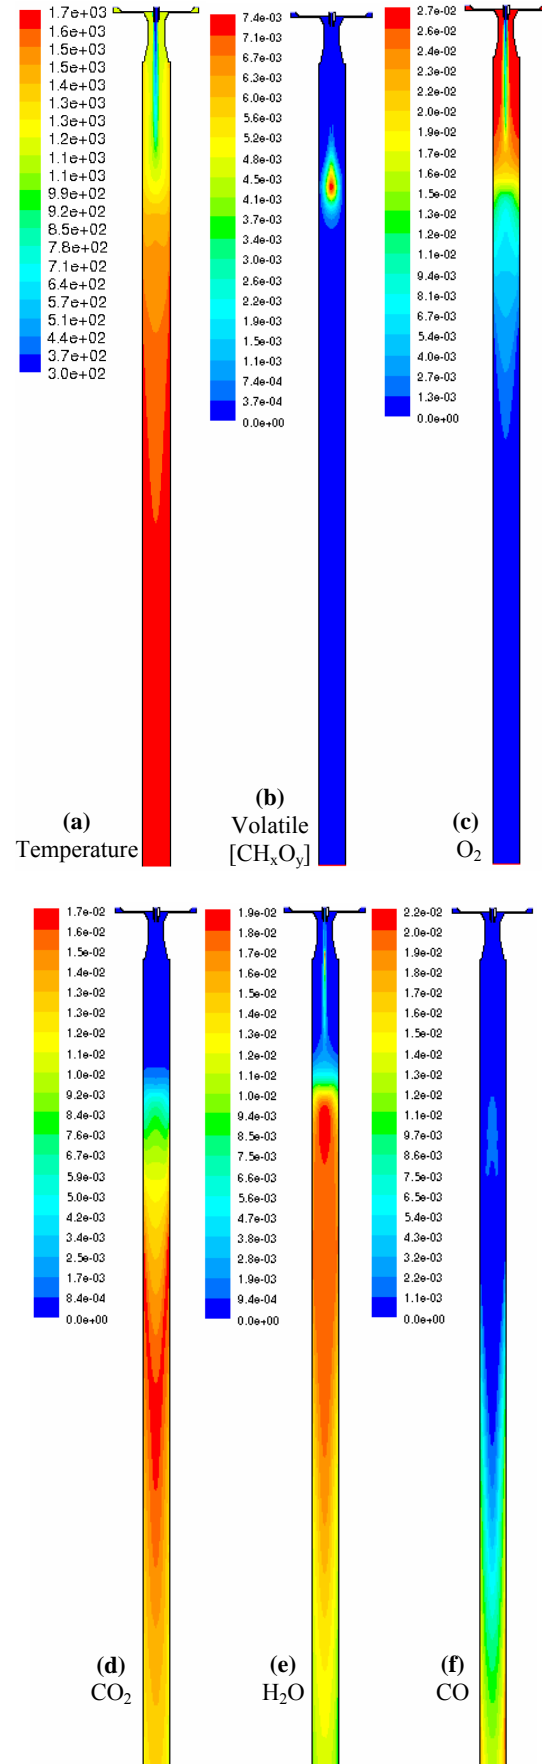 1.7e+03
1.6e+03
1.5e+03
1.5e+03
1.4e+03
1.3e+03
1.3e+03
1.2e+03
1.1e+03
1.1e+03
9.9e+02
9.2e+02
8.5e+02
7.8e+02
7.1e+02
6.4e+02
5.7e+02
5.1e+02
4.4e+02
3.7e+02
3.0e+02
(a)
Temperature
7.4e-03
7.1e-03
6.7e-03
6.3e-03
6.0e-03
5.6e-03
5.2e-03
4.8e-03
4.5e-03
4.1e-03
3.7e-03
3.4e-03
3.0e-03
2.6e-03
2.2e-03
1.9e-03
1.5e-03
1.1e-03
7.4e-04
3.7e-04
0.0e+00
(b)
Volatile
[CHxOy]
2.7e-02
2.6e-02
2.4e-02
2.3e-02
2.2e-02
2.0e-02
1.9e-02
1.7e-02
1.6e-02
1.5e-02
1.3e-02
1.2e-02
1.1e-02
9.4e-03
8.1e-03
6.7e-03
5.4e-03
4.0e-03
2.7e-03
1.3e-03
0.0e+00
(c)
O2
1.7e-02
1.6e-02
1.5e-02
1.4e-02
1.3e-02
1.3e-02
1.2e-02
1.1e-02
1.0e-02
9.2e-03
8.4e-03
7.6e-03
6.7e-03
5.9e-03
5.0e-03
4.2e-03
3.4e-03
2.5e-03
1.7e-03
8.4e-04
0.0e+00
(d)
CO2
1.9e-02
1.8e-02
1.7e-02
1.6e-02
1.5e-02
1.4e-02
1.3e-02
1.2e-02
1.1e-02
1.0e-02
9.4e-03
8.5e-03
7.5e-03
6.6e-03
5.6e-03
4.7e-03
3.8e-03
2.8e-03
1.9e-03
9.4e-04
0.0e+00
(e)
H2O
2.2e-02
2.0e-02
1.9e-02
1.8e-02
1.7e-02
1.6e-02
1.5e-02
1.4e-02
1.3e-02
1.2e-02
1.1e-02
9.7e-03
8.6e-03
7.5e-03
6.5e-03
5.4e-03
4.3e-03
3.2e-03
2.2e-03
1.1e-03
0.0e+00
(f)
CO